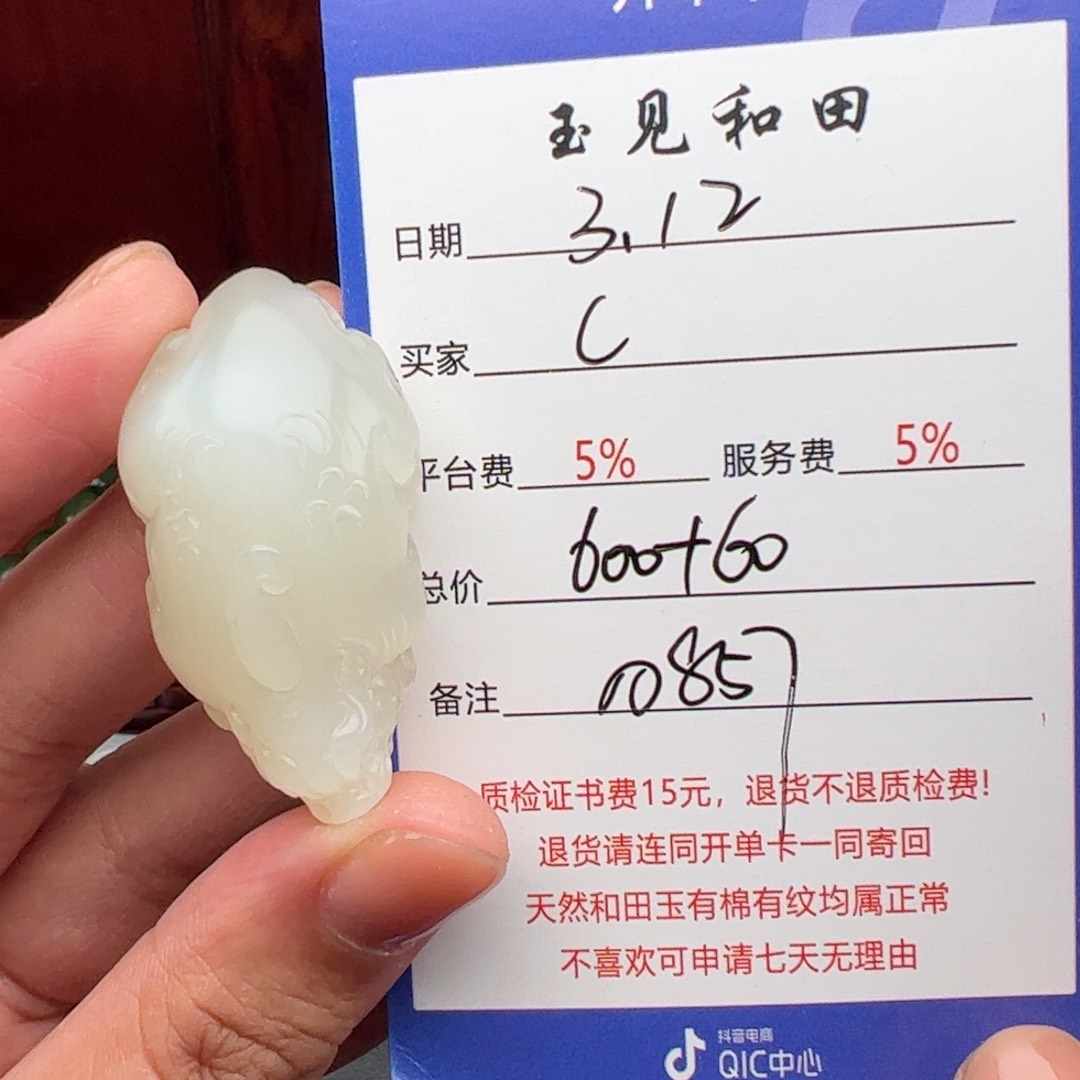 玉见和田
日期 3.12
买家 C
平台费 5% 服务费 5%
总价 600+60
备注 10857
质检证书费15元，退货不退质检费!
退货请连同开单卡一同寄回
天然和田玉有棉有纹均属正常
不喜欢可申请七天无理由
抖音电商
QIC中心